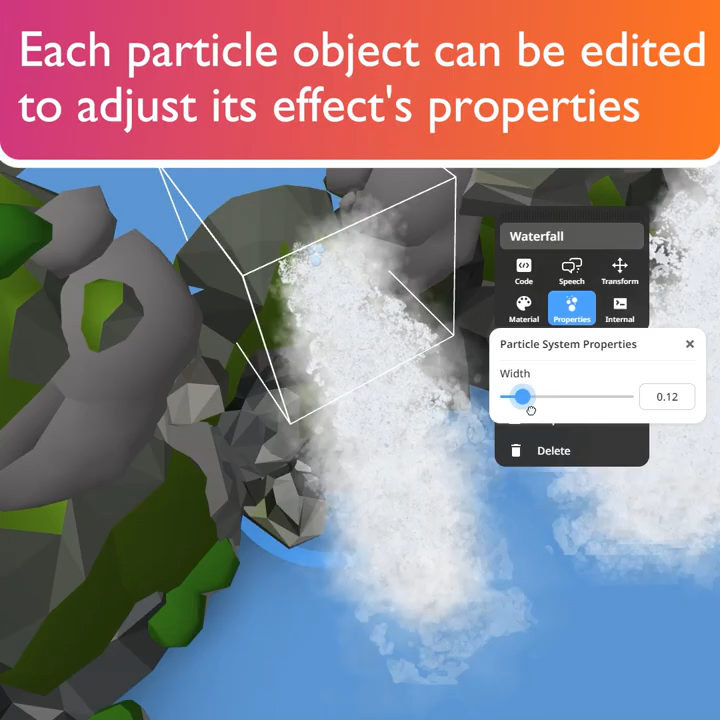 Each particle object can be edited
to adjust its effect's properties
Waterfall
Code Speech Transform
Material Properties Internal
Particle System Properties
Width
0.12
Delete